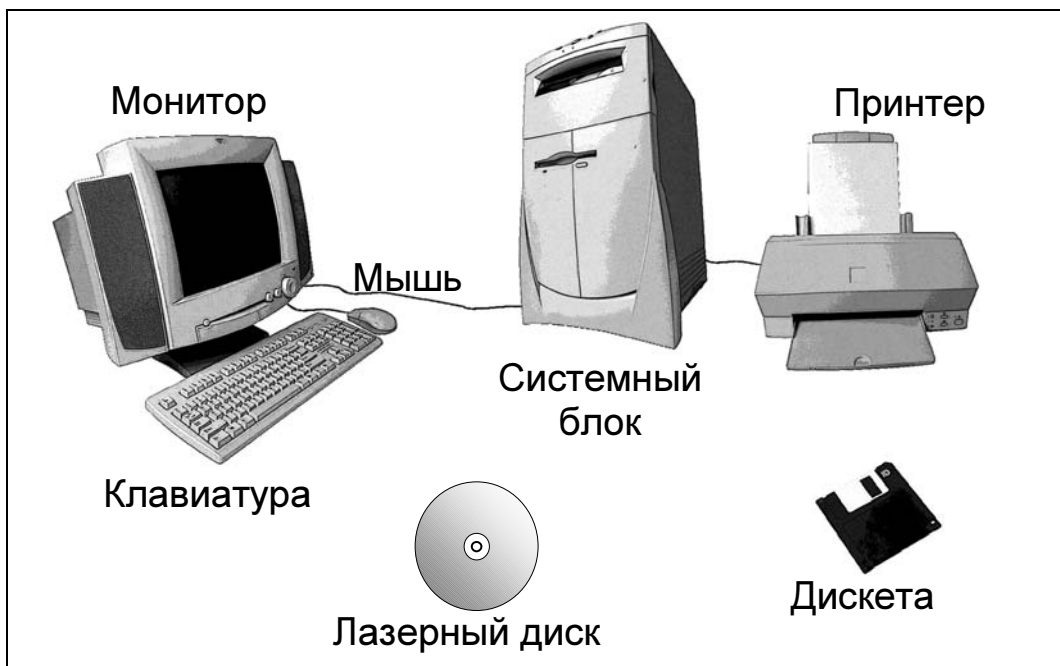 Монитор
Принтер
Мышь
Системный
блок
Клавиатура
Дискета
Лазерный диск